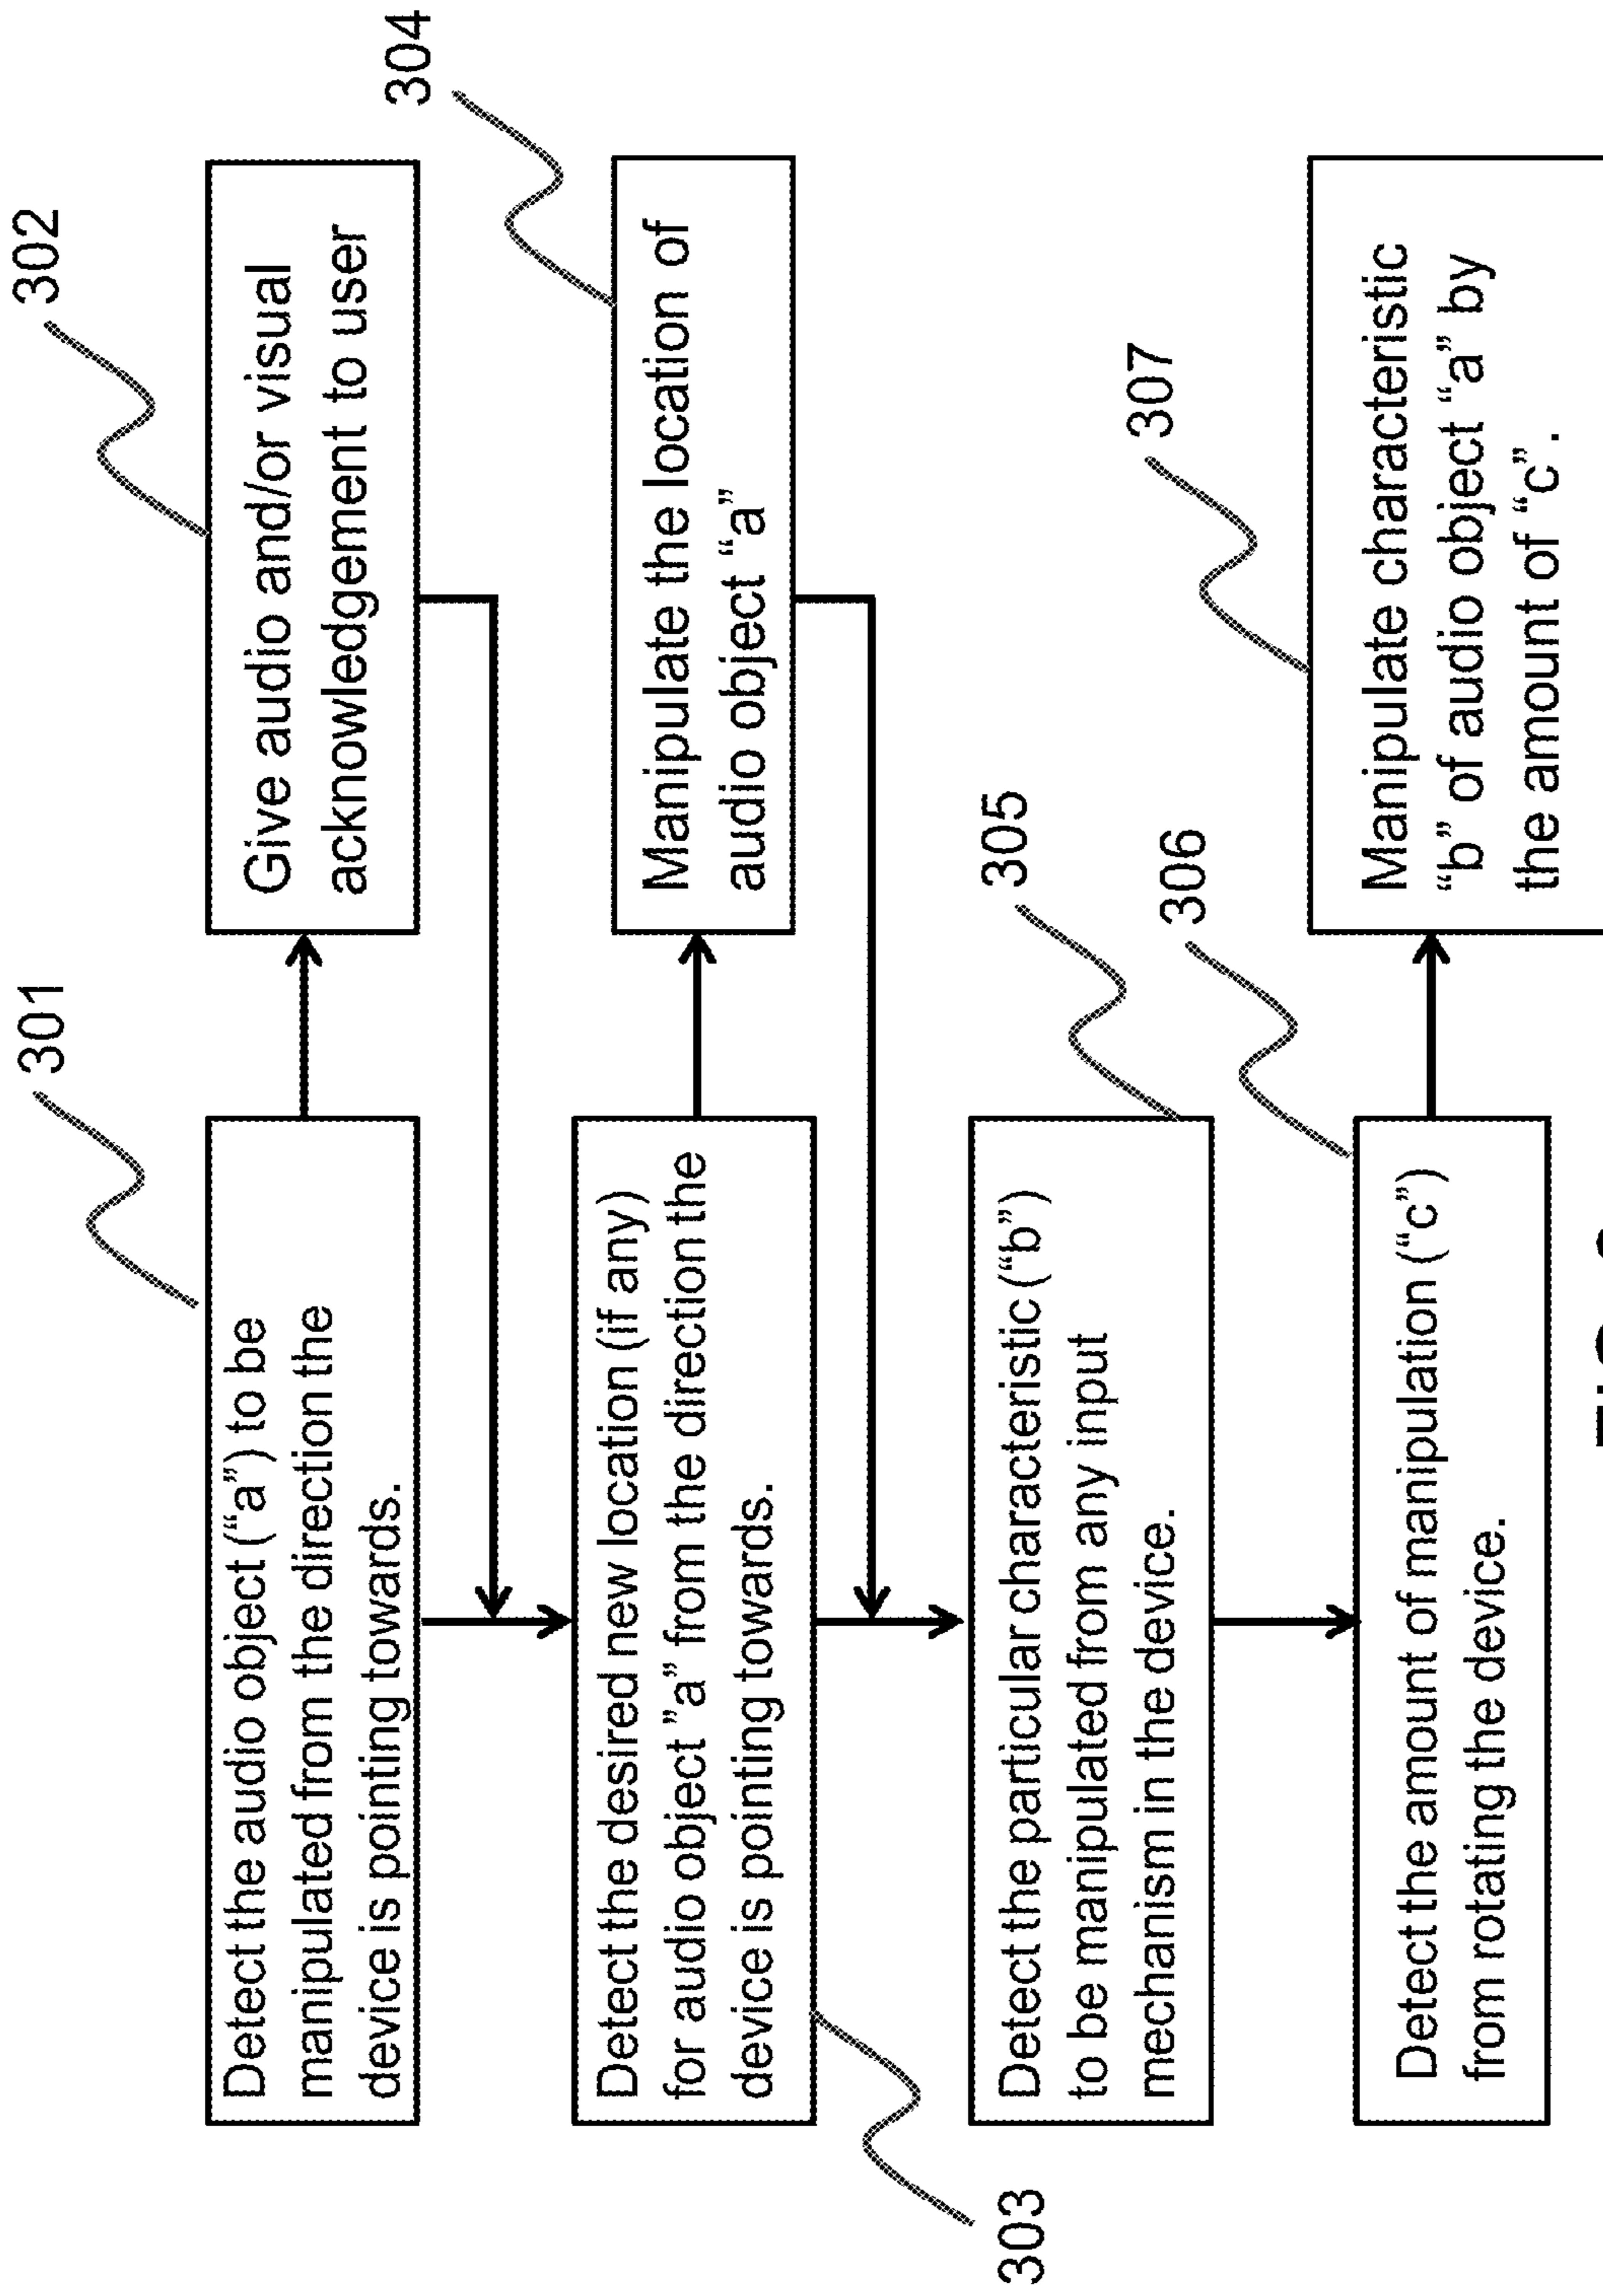 301
Detect the audio object (“a”) to be
manipulated from the direction the
device is pointing towards.
302
Give audio and/or visual
acknowledgement to user
303
Detect the desired new location (if any)
for audio object ”a” from the direction the
device is pointing towards.
304
Manipulate the location of
audio object “a”
305
Detect the particular characteristic (“b”)
to be manipulated from any input
mechanism in the device.
306
Detect the amount of manipulation (“c”)
from rotating the device.
307
Manipulate characteristic
“b” of audio object “a” by
the amount of “c”.